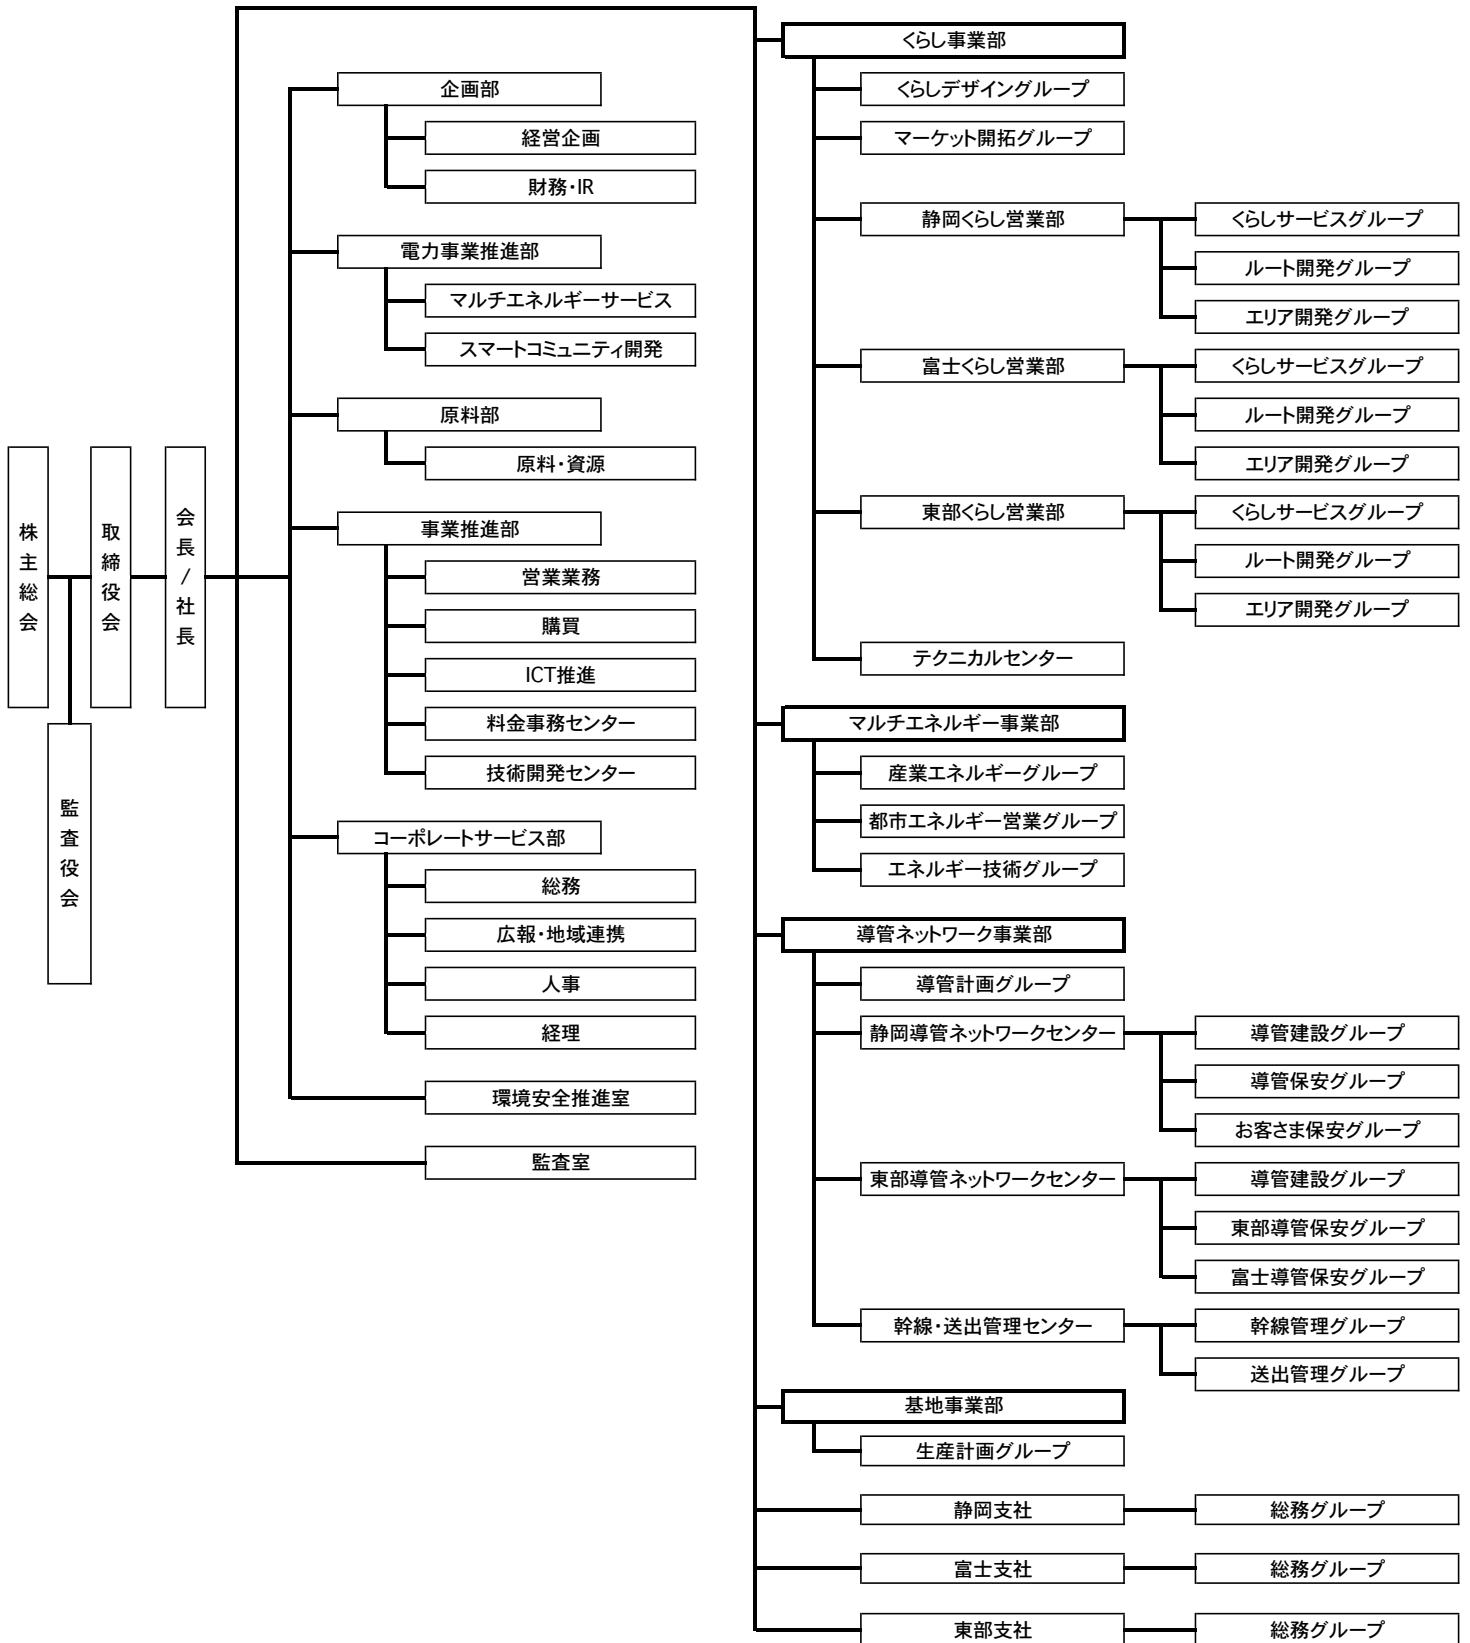 株主総会
取締役会
会長/社長
監査役会
企画部
経営企画
財務・IR
電力事業推進部
マルチエネルギーサービス
スマートコミュニティ開発
原料部
原料・資源
事業推進部
営業業務
購買
ICT推進
料金事務センター
技術開発センター
コーポレートサービス部
総務
広報・地域連携
人事
経理
環境安全推進室
監査室
くらし事業部
くらしデザイングループ
マーケット開拓グループ
静岡くらし営業部
くらしサービスグループ
ルート開発グループ
エリア開発グループ
富士くらし営業部
くらしサービスグループ
ルート開発グループ
エリア開発グループ
東部くらし営業部
くらしサービスグループ
ルート開発グループ
エリア開発グループ
テクニカルセンター
マルチエネルギー事業部
産業エネルギーグループ
都市エネルギー営業グループ
エネルギー技術グループ
導管ネットワーク事業部
導管計画グループ
静岡導管ネットワークセンター
導管建設グループ
導管保安グループ
お客さま保安グループ
東部導管ネットワークセンター
導管建設グループ
東部導管保安グループ
富士導管保安グループ
幹線・送出管理センター
幹線管理グループ
送出管理グループ
基地事業部
生産計画グループ
静岡支社
総務グループ
富士支社
総務グループ
東部支社
総務グループ